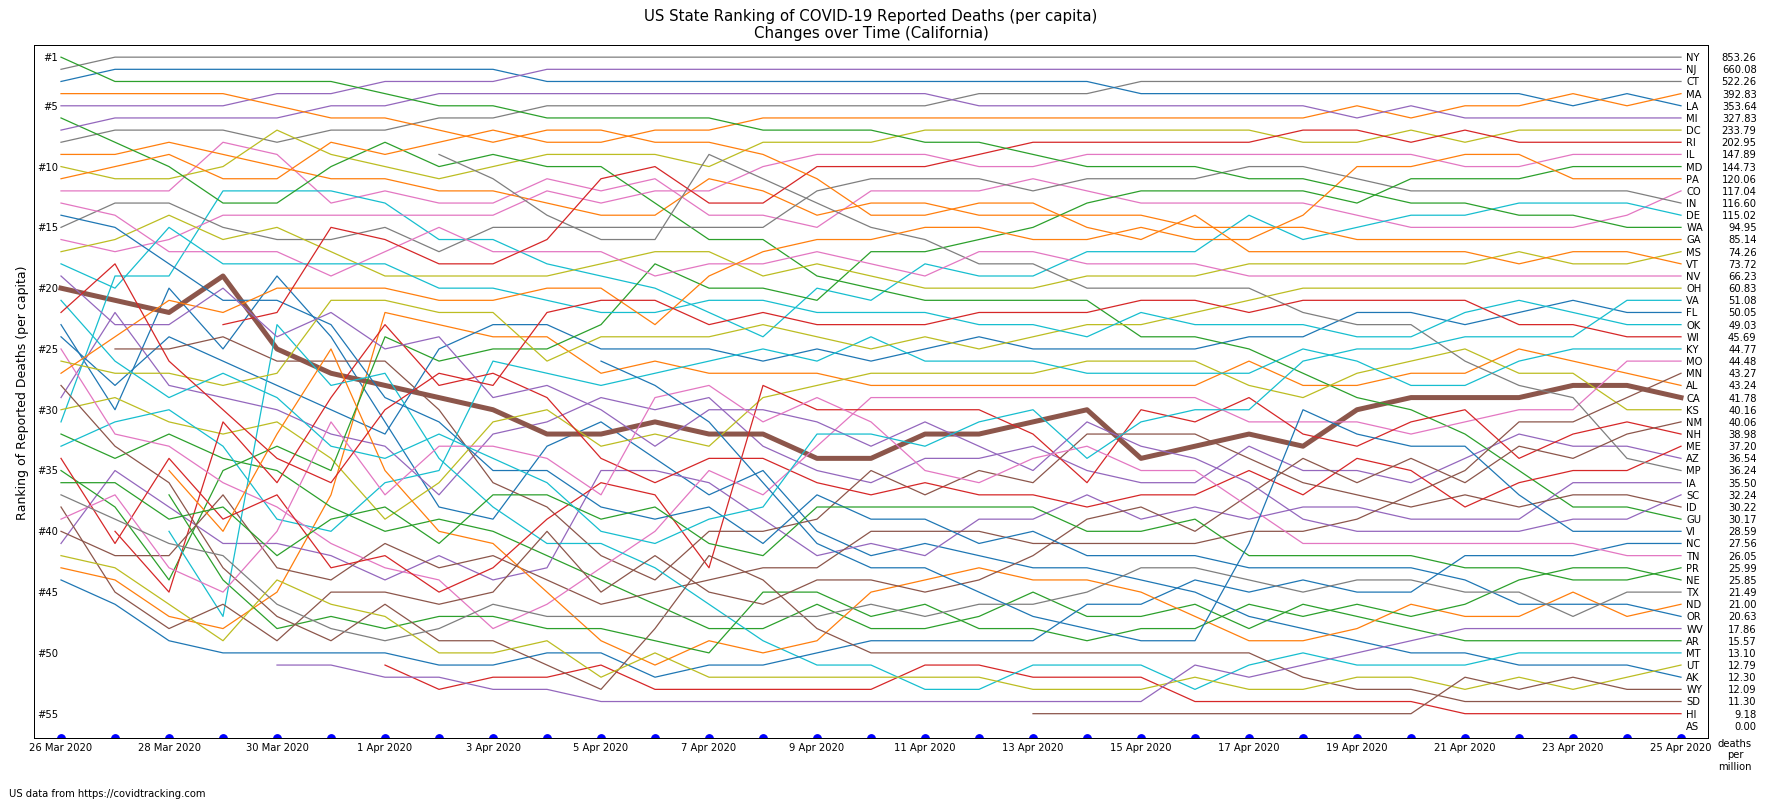 US State Ranking of COVID-19 Reported Deaths (per capita)
Changes over Time (California)
Ranking of Reported Deaths (per capita)
#1
#5
#10
#15
#20
#25
#30
#35
#40
#45
#50
#55
NY 853.26
NJ 660.08
CT 522.26
MA 392.83
LA 353.64
MI 327.83
DC 233.79
RI 202.95
IL 147.89
MD 144.73
PA 120.06
CO 117.04
IN 116.60
DE 115.02
WA 94.95
GA 85.14
MS 74.26
VT 73.72
NV 66.23
OH 60.83
VA 51.08
FL 50.05
OK 49.03
WI 45.69
KY 44.77
MO 44.48
MN 43.27
AL 43.24
CA 41.78
KS 40.16
NM 40.06
NH 38.98
ME 37.20
AZ 36.54
MP 36.24
IA 35.50
SC 32.24
ID 30.22
GU 30.17
VI 28.59
NC 27.56
TN 26.05
PR 25.99
NE 25.85
TX 21.49
ND 21.00
OR 20.63
WV 17.86
AR 15.57
MT 13.10
UT 12.79
AK 12.30
WY 12.09
SD 11.30
HI 9.18
AS 0.00
26 Mar 2020 28 Mar 2020 30 Mar 2020 1 Apr 2020 3 Apr 2020 5 Apr 2020 7 Apr 2020 9 Apr 2020 11 Apr 2020 13 Apr 2020 15 Apr 2020 17 Apr 2020 19 Apr 2020 21 Apr 2020 23 Apr 2020 25 Apr 2020
deaths
per
million
US data from https://covidtracking.com